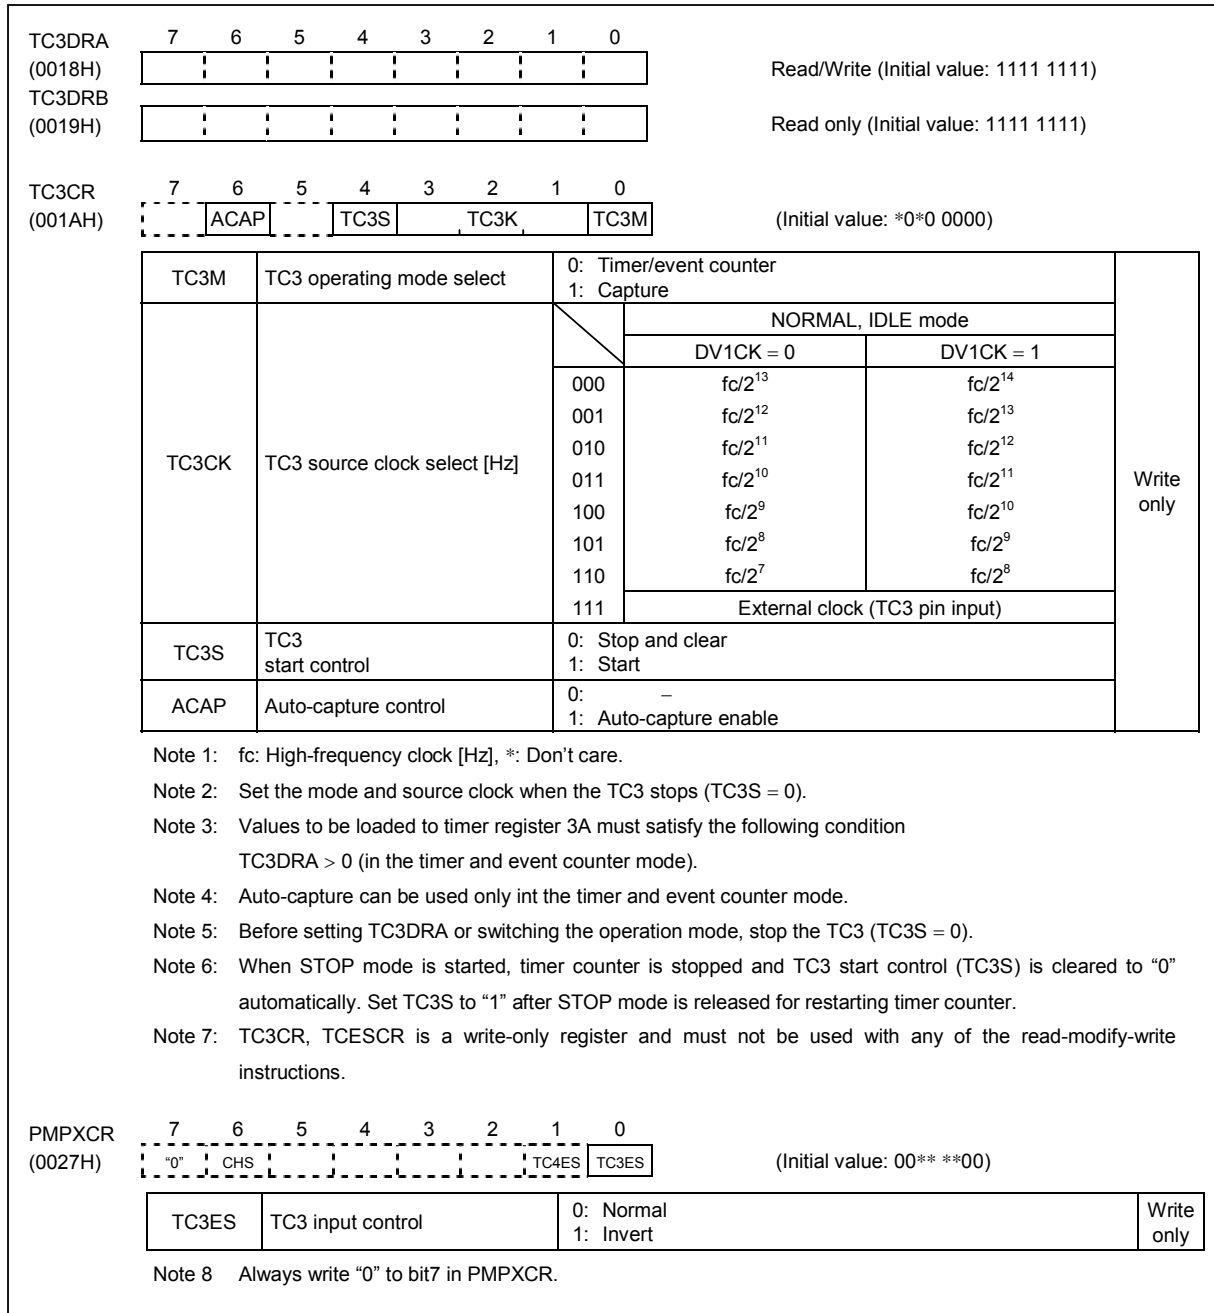 TC3DRA 7 6 5 4 3 2 1 0
(0018H) Read/Write (Initial value: 1111 1111)
TC3DRB
(0019H) Read only (Initial value: 1111 1111)
TC3CR 7 6 5 4 3 2 1 0
(001AH) ACAP TC3S TC3K TC3M (Initial value: *0*0 0000)
TC3M TC3 operating mode select 0: Timer/event counter
1: Capture
NORMAL, IDLE mode
DV1CK = 0 DV1CK = 1
000 fc/2^13 fc/2^14
001 fc/2^12 fc/2^13
010 fc/2^11 fc/2^12
011 fc/2^10 fc/2^11
100 fc/2^9 fc/2^10
101 fc/2^8 fc/2^9
110 fc/2^7 fc/2^8
111 External clock (TC3 pin input)
TC3CK TC3 source clock select [Hz]
Write
only
TC3S TC3
start control
0: Stop and clear
1: Start
ACAP Auto-capture control 0: –
1: Auto-capture enable
Note 1: fc: High-frequency clock [Hz], *: Don't care.
Note 2: Set the mode and source clock when the TC3 stops (TC3S = 0).
Note 3: Values to be loaded to timer register 3A must satisfy the following condition
TC3DRA > 0 (in the timer and event counter mode).
Note 4: Auto-capture can be used only int the timer and event counter mode.
Note 5: Before setting TC3DRA or switching the operation mode, stop the TC3 (TC3S = 0).
Note 6: When STOP mode is started, timer counter is stopped and TC3 start control (TC3S) is cleared to “0”
automatically. Set TC3S to “1” after STOP mode is released for restarting timer counter.
Note 7: TC3CR, TCESCR is a write-only register and must not be used with any of the read-modify-write
instructions.
PMPXCR 7 6 5 4 3 2 1 0
(0027H) “0” CHS TC4ES TC3ES (Initial value: 00** **00)
TC3ES TC3 input control 0: Normal
1: Invert
Write
only
Note 8 Always write “0” to bit7 in PMPXCR.